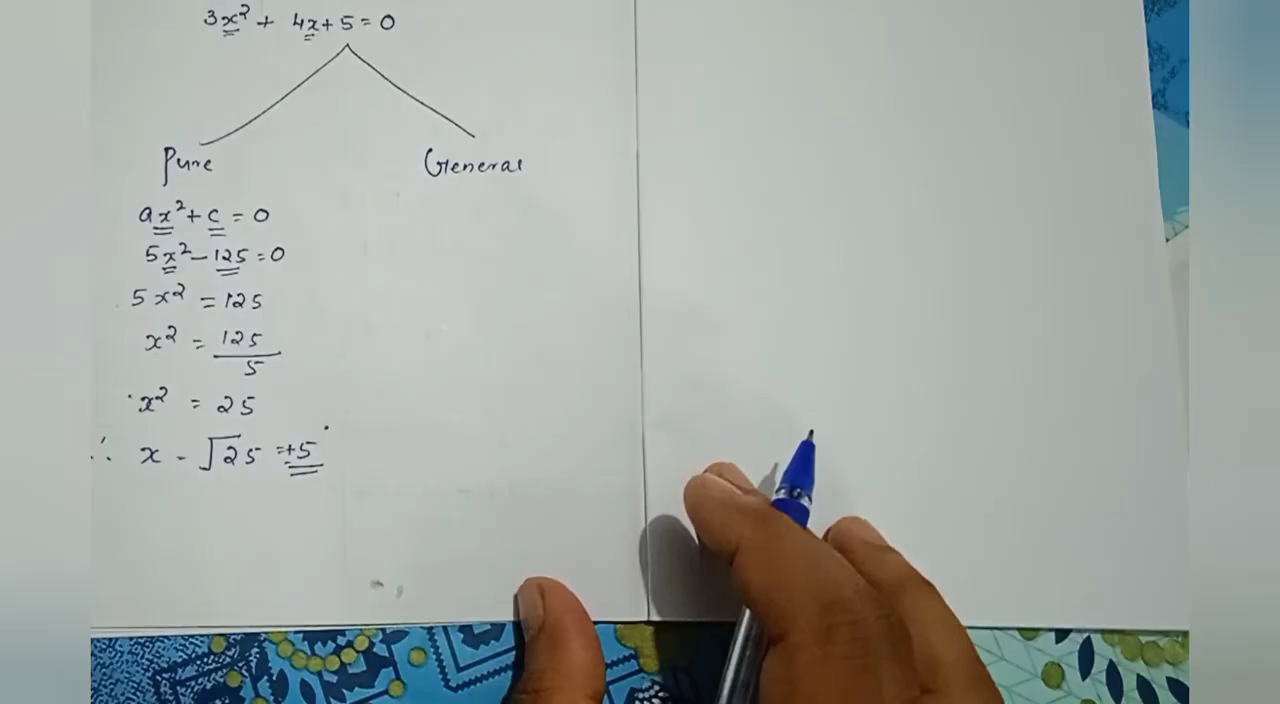 3x² + 4x + 5 = 0
Pure General
ax² + c = 0
5x² - 125 = 0
5x² = 125
x² = 125/5
x² = 25
∴ x = √25 = ±5